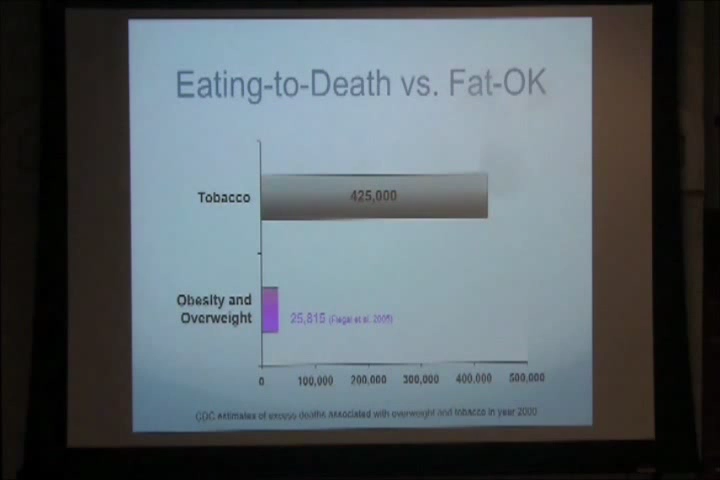 Eating-to-Death vs. Fat-OK
Tobacco
425,000
Obesity and
Overweight
25,815 (Flegal et al. 2005)
0 100,000 200,000 300,000 400,000 500,000
CDC estimates of excess deaths associated with overweight and tobacco in year 2000